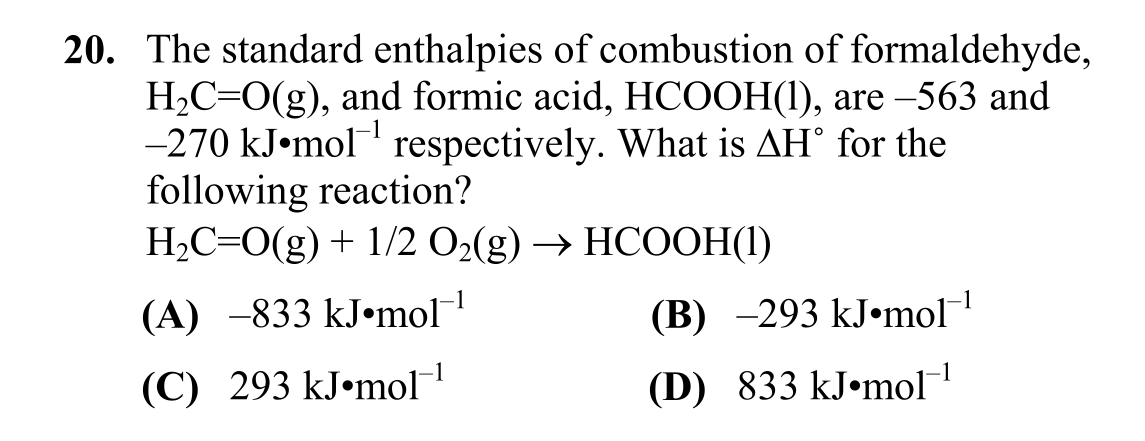 20. The standard enthalpies of combustion of formaldehyde,
H₂C=O(g), and formic acid, HCOOH(l), are –563 and
–270 kJ•mol⁻¹ respectively. What is ΔH° for the
following reaction?
H₂C=O(g) + 1/2 O₂(g) → HCOOH(l)
(A) –833 kJ•mol⁻¹ (B) –293 kJ•mol⁻¹
(C) 293 kJ•mol⁻¹ (D) 833 kJ•mol⁻¹